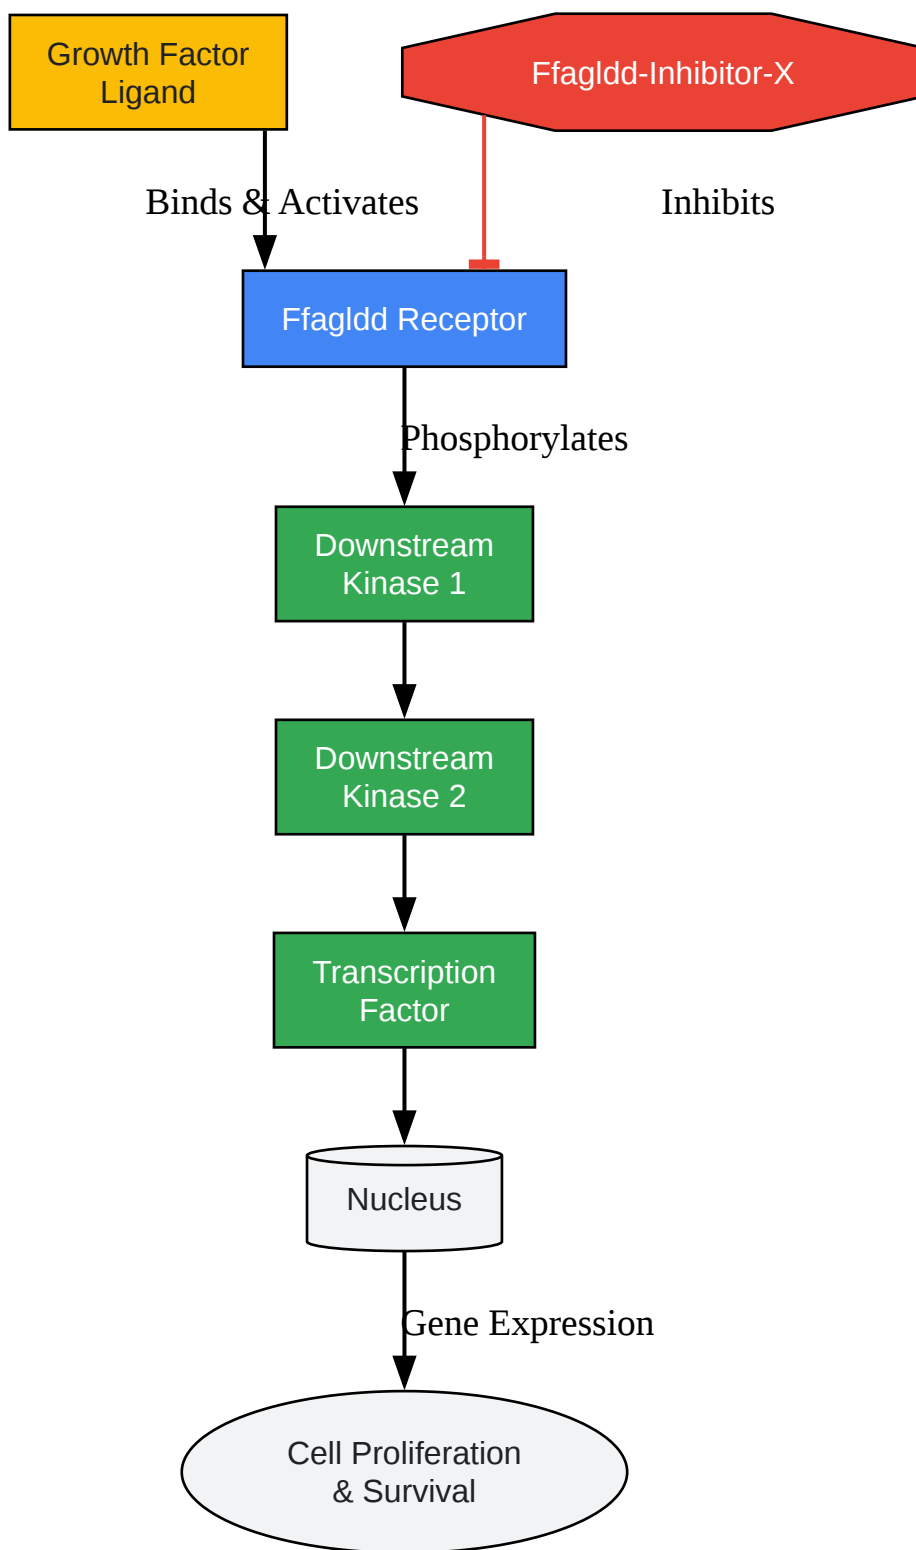 Growth Factor
Ligand
Ffagldd-Inhibitor-X
Binds & Activates
Inhibits
Ffagldd Receptor
Phosphorylates
Downstream
Kinase 1
Downstream
Kinase 2
Transcription
Factor
Nucleus
Gene Expression
Cell Proliferation
& Survival